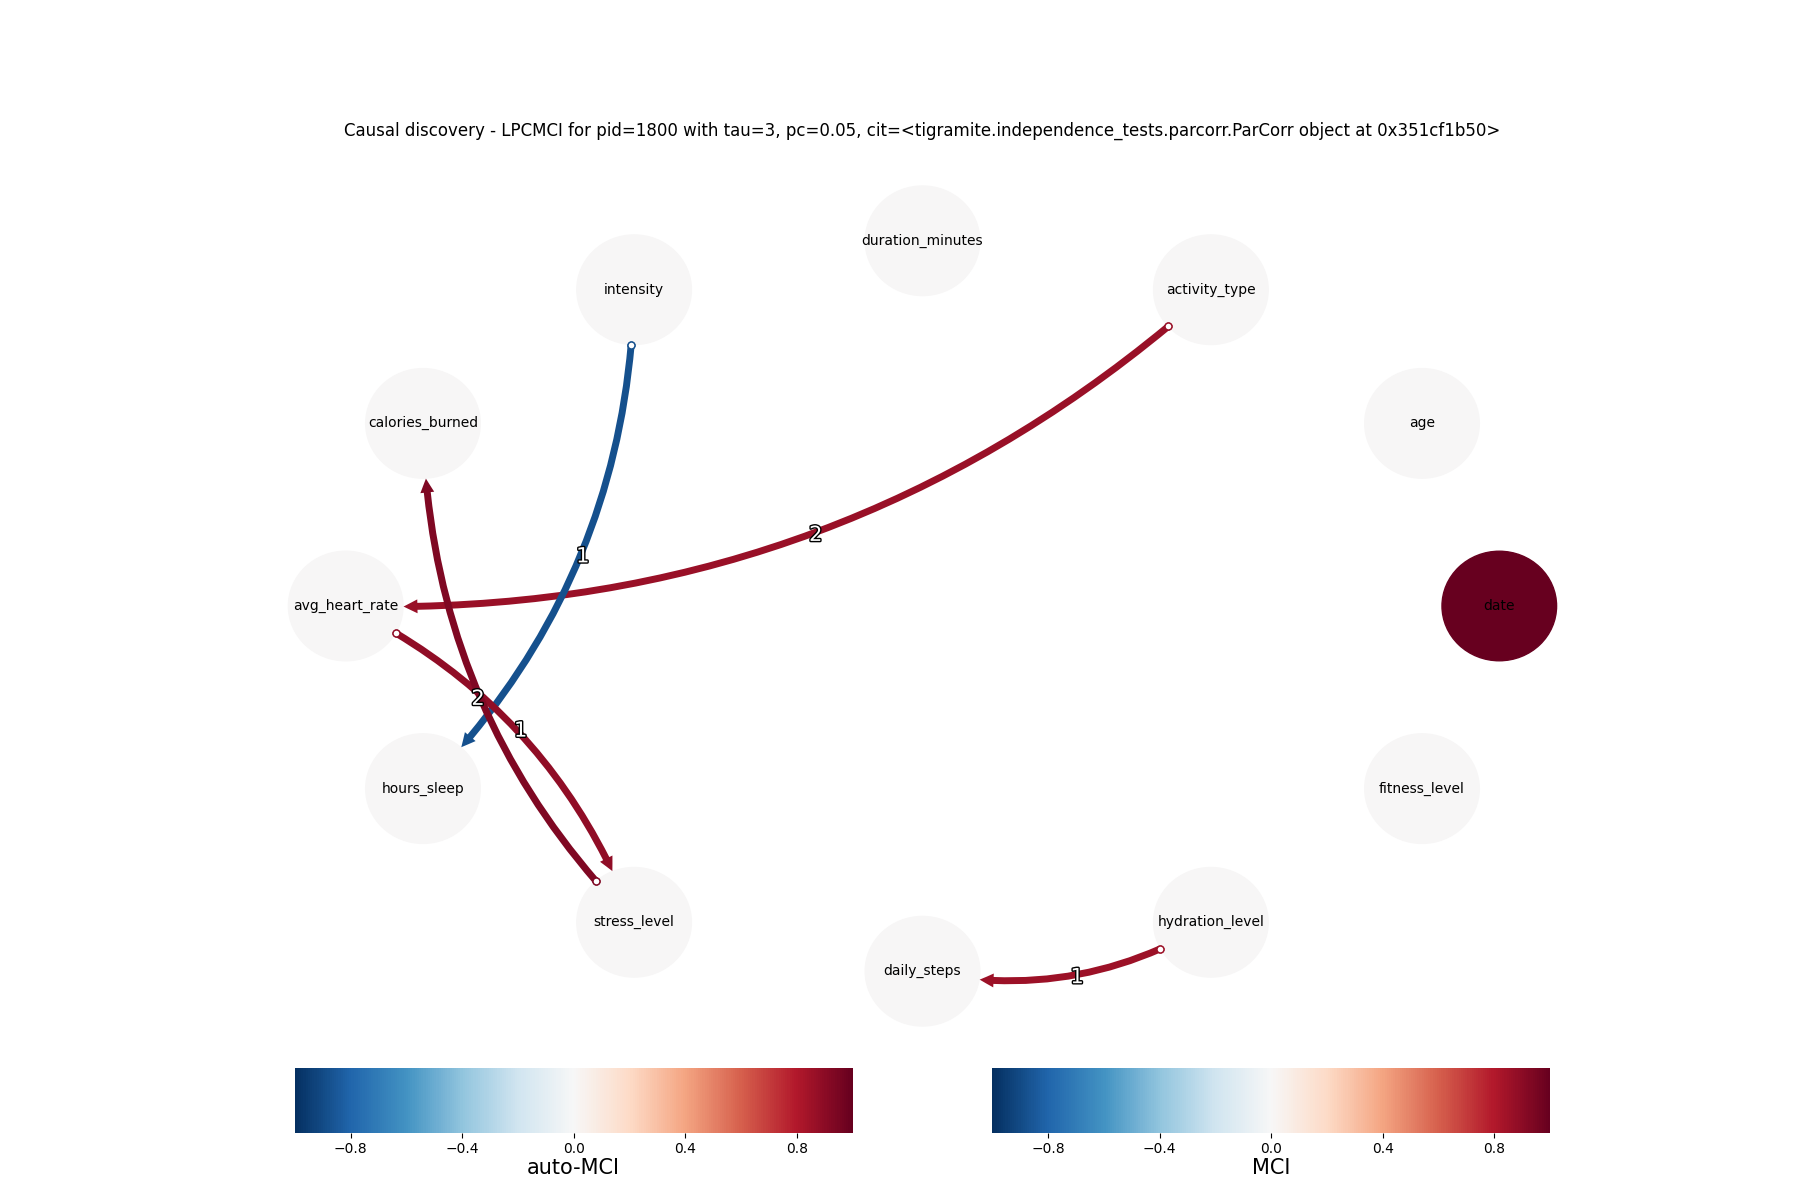 Causal discovery - LPCMCI for pid=1800 with tau=3, pc=0.05, cit=<tigramite.independence_tests.parcorr.ParCorr object at 0x351cf1b50>
duration_minutes
intensity
activity_type
calories_burned
age
2
1
avg_heart_rate
date
2
1
hours_sleep
fitness_level
stress_level
hydration_level
daily_steps
1
−0.8 −0.4 0.0 0.4 0.8
auto-MCI
−0.8 −0.4 0.0 0.4 0.8
MCI